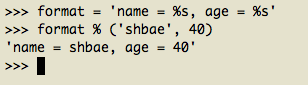 >>> format = 'name = %s, age = %s'
>>> format % ('shbae', 40)
'name = shbae, age = 40'
>>>